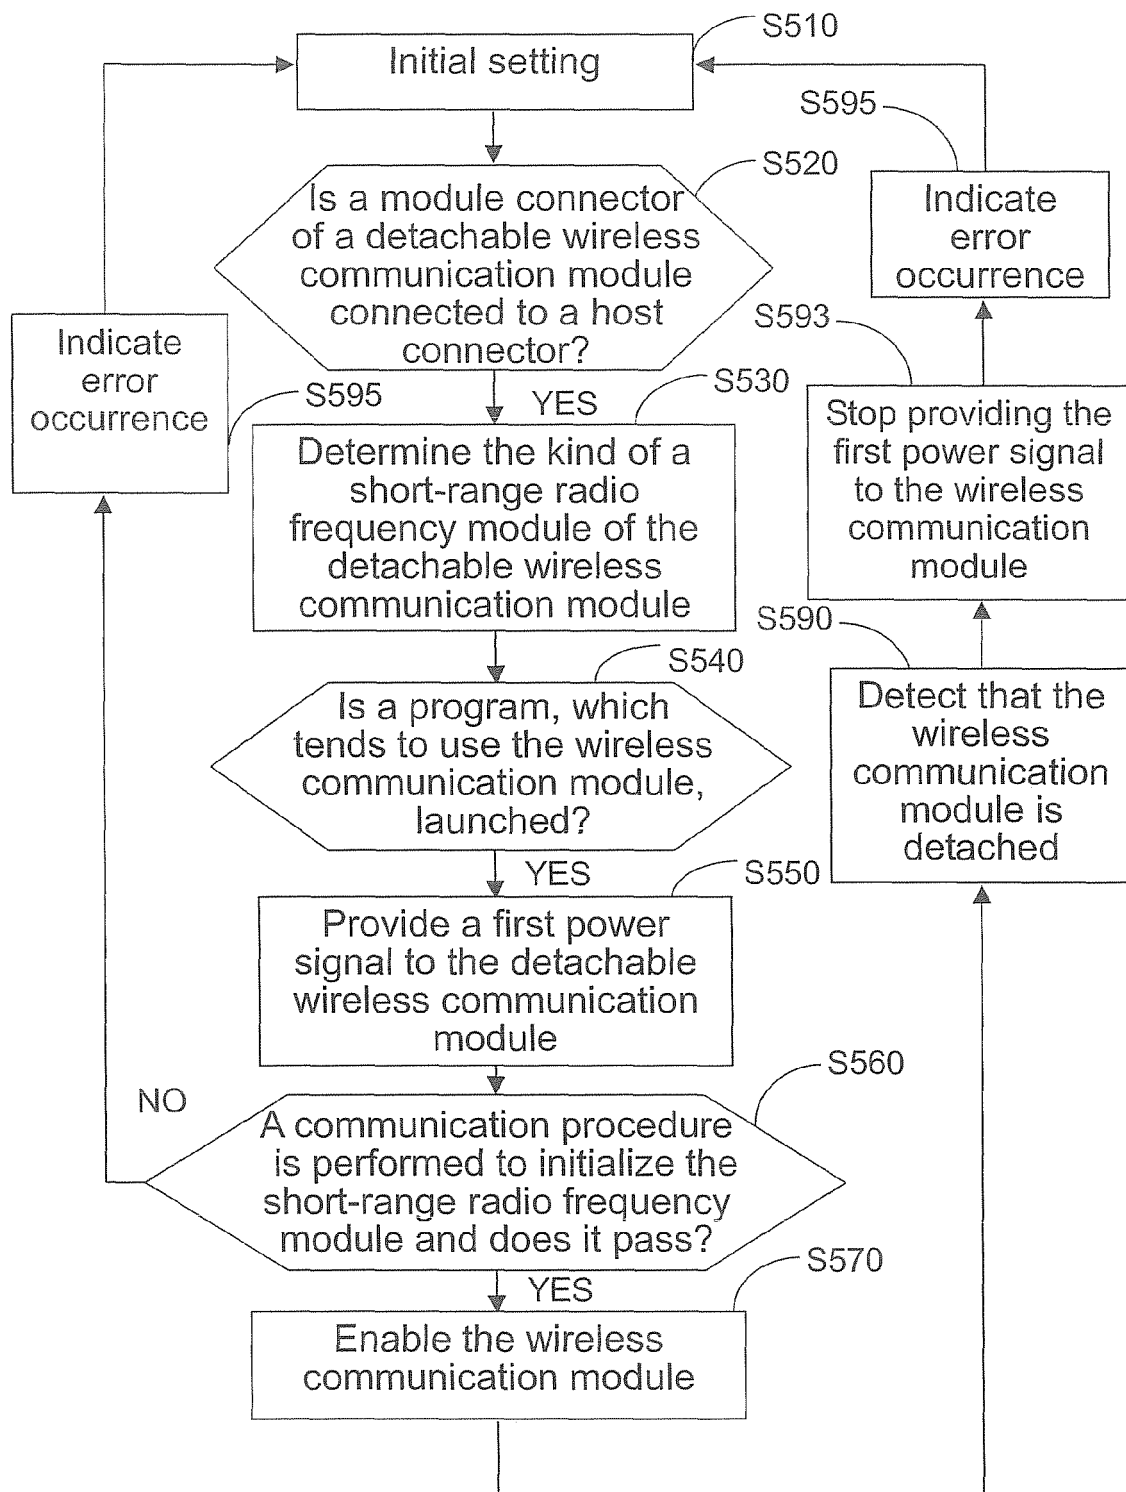 S510
Initial setting
S520
Is a module connector
of a detachable wireless
communication module
connected to a host
connector?
YES
S530
Determine the kind of a
short-range radio
frequency module of the
detachable wireless
communication module
S540
Is a program, which
tends to use the wireless
communication module,
launched?
YES
S550
Provide a first power
signal to the detachable
wireless communication
module
S560
A communication procedure
is performed to initialize the
short-range radio frequency
module and does it pass?
NO
YES
S570
Enable the wireless
communication module
Indicate
error
occurrence
S595
S590
Detect that the
wireless
communication
module is
detached
S593
Stop providing the
first power signal
to the wireless
communication
module
S595
Indicate
error
occurrence